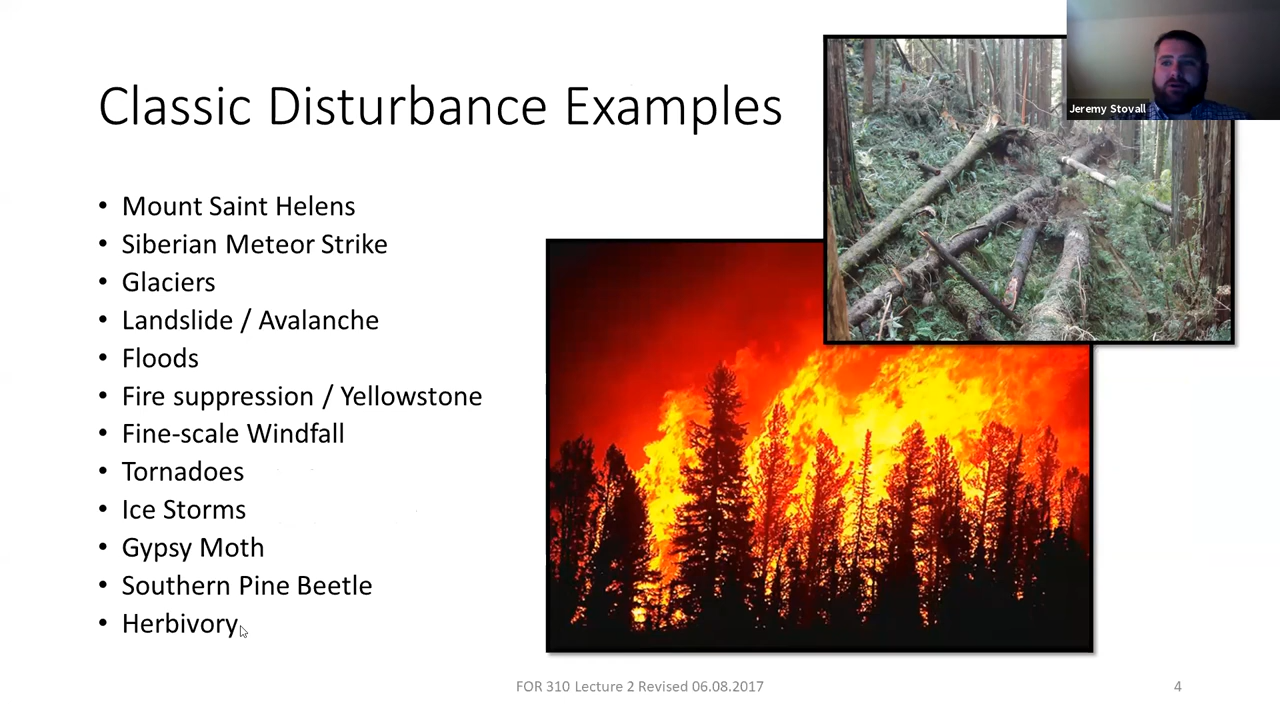 Classic Disturbance Examples
Jeremy Stovall
• Mount Saint Helens
• Siberian Meteor Strike
• Glaciers
• Landslide / Avalanche
• Floods
• Fire suppression / Yellowstone
• Fine-scale Windfall
• Tornadoes
• Ice Storms
• Gypsy Moth
• Southern Pine Beetle
• Herbivory
FOR 310 Lecture 2 Revised 06.08.2017
4